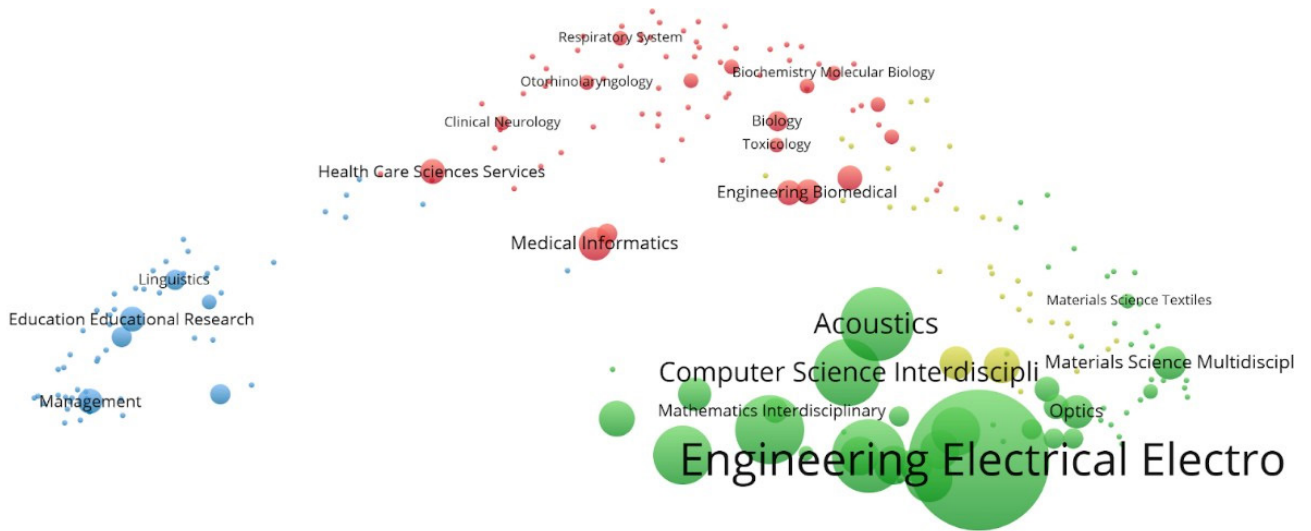 Respiratory System
Otorhinolaryngology
Biochemistry Molecular Biology
Clinical Neurology
Biology
Toxicology
Health Care Sciences Services
Engineering Biomedical
Medical Informatics
Linguistics
Materials Science Textiles
Education Educational Research
Acoustics
Computer Science Interdiscipli
Materials Science Multidiscipl
Management
Mathematics Interdisciplinary
Optics
Engineering Electrical Electro